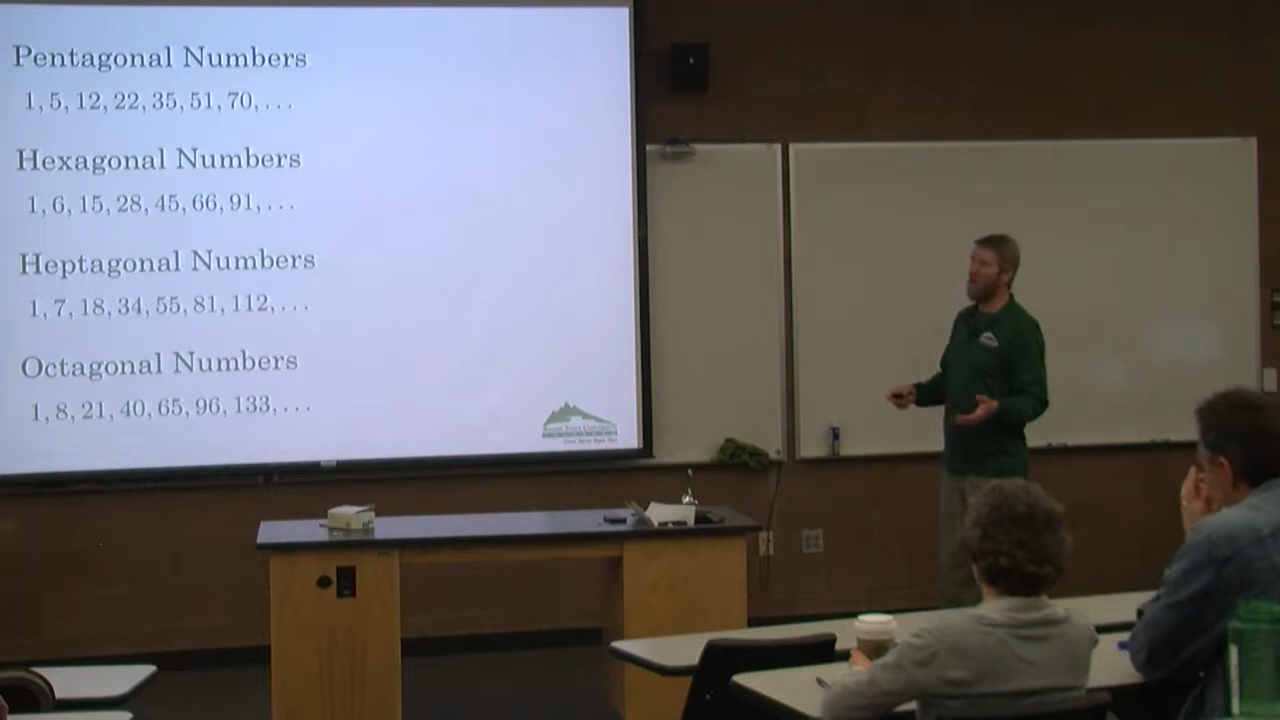 Pentagonal Numbers
1, 5, 12, 22, 35, 51, 70, . . .
Hexagonal Numbers
1, 6, 15, 28, 45, 66, 91, . . .
Heptagonal Numbers
1, 7, 18, 34, 55, 81, 112, . . .
Octagonal Numbers
1, 8, 21, 40, 65, 96, 133, . . .